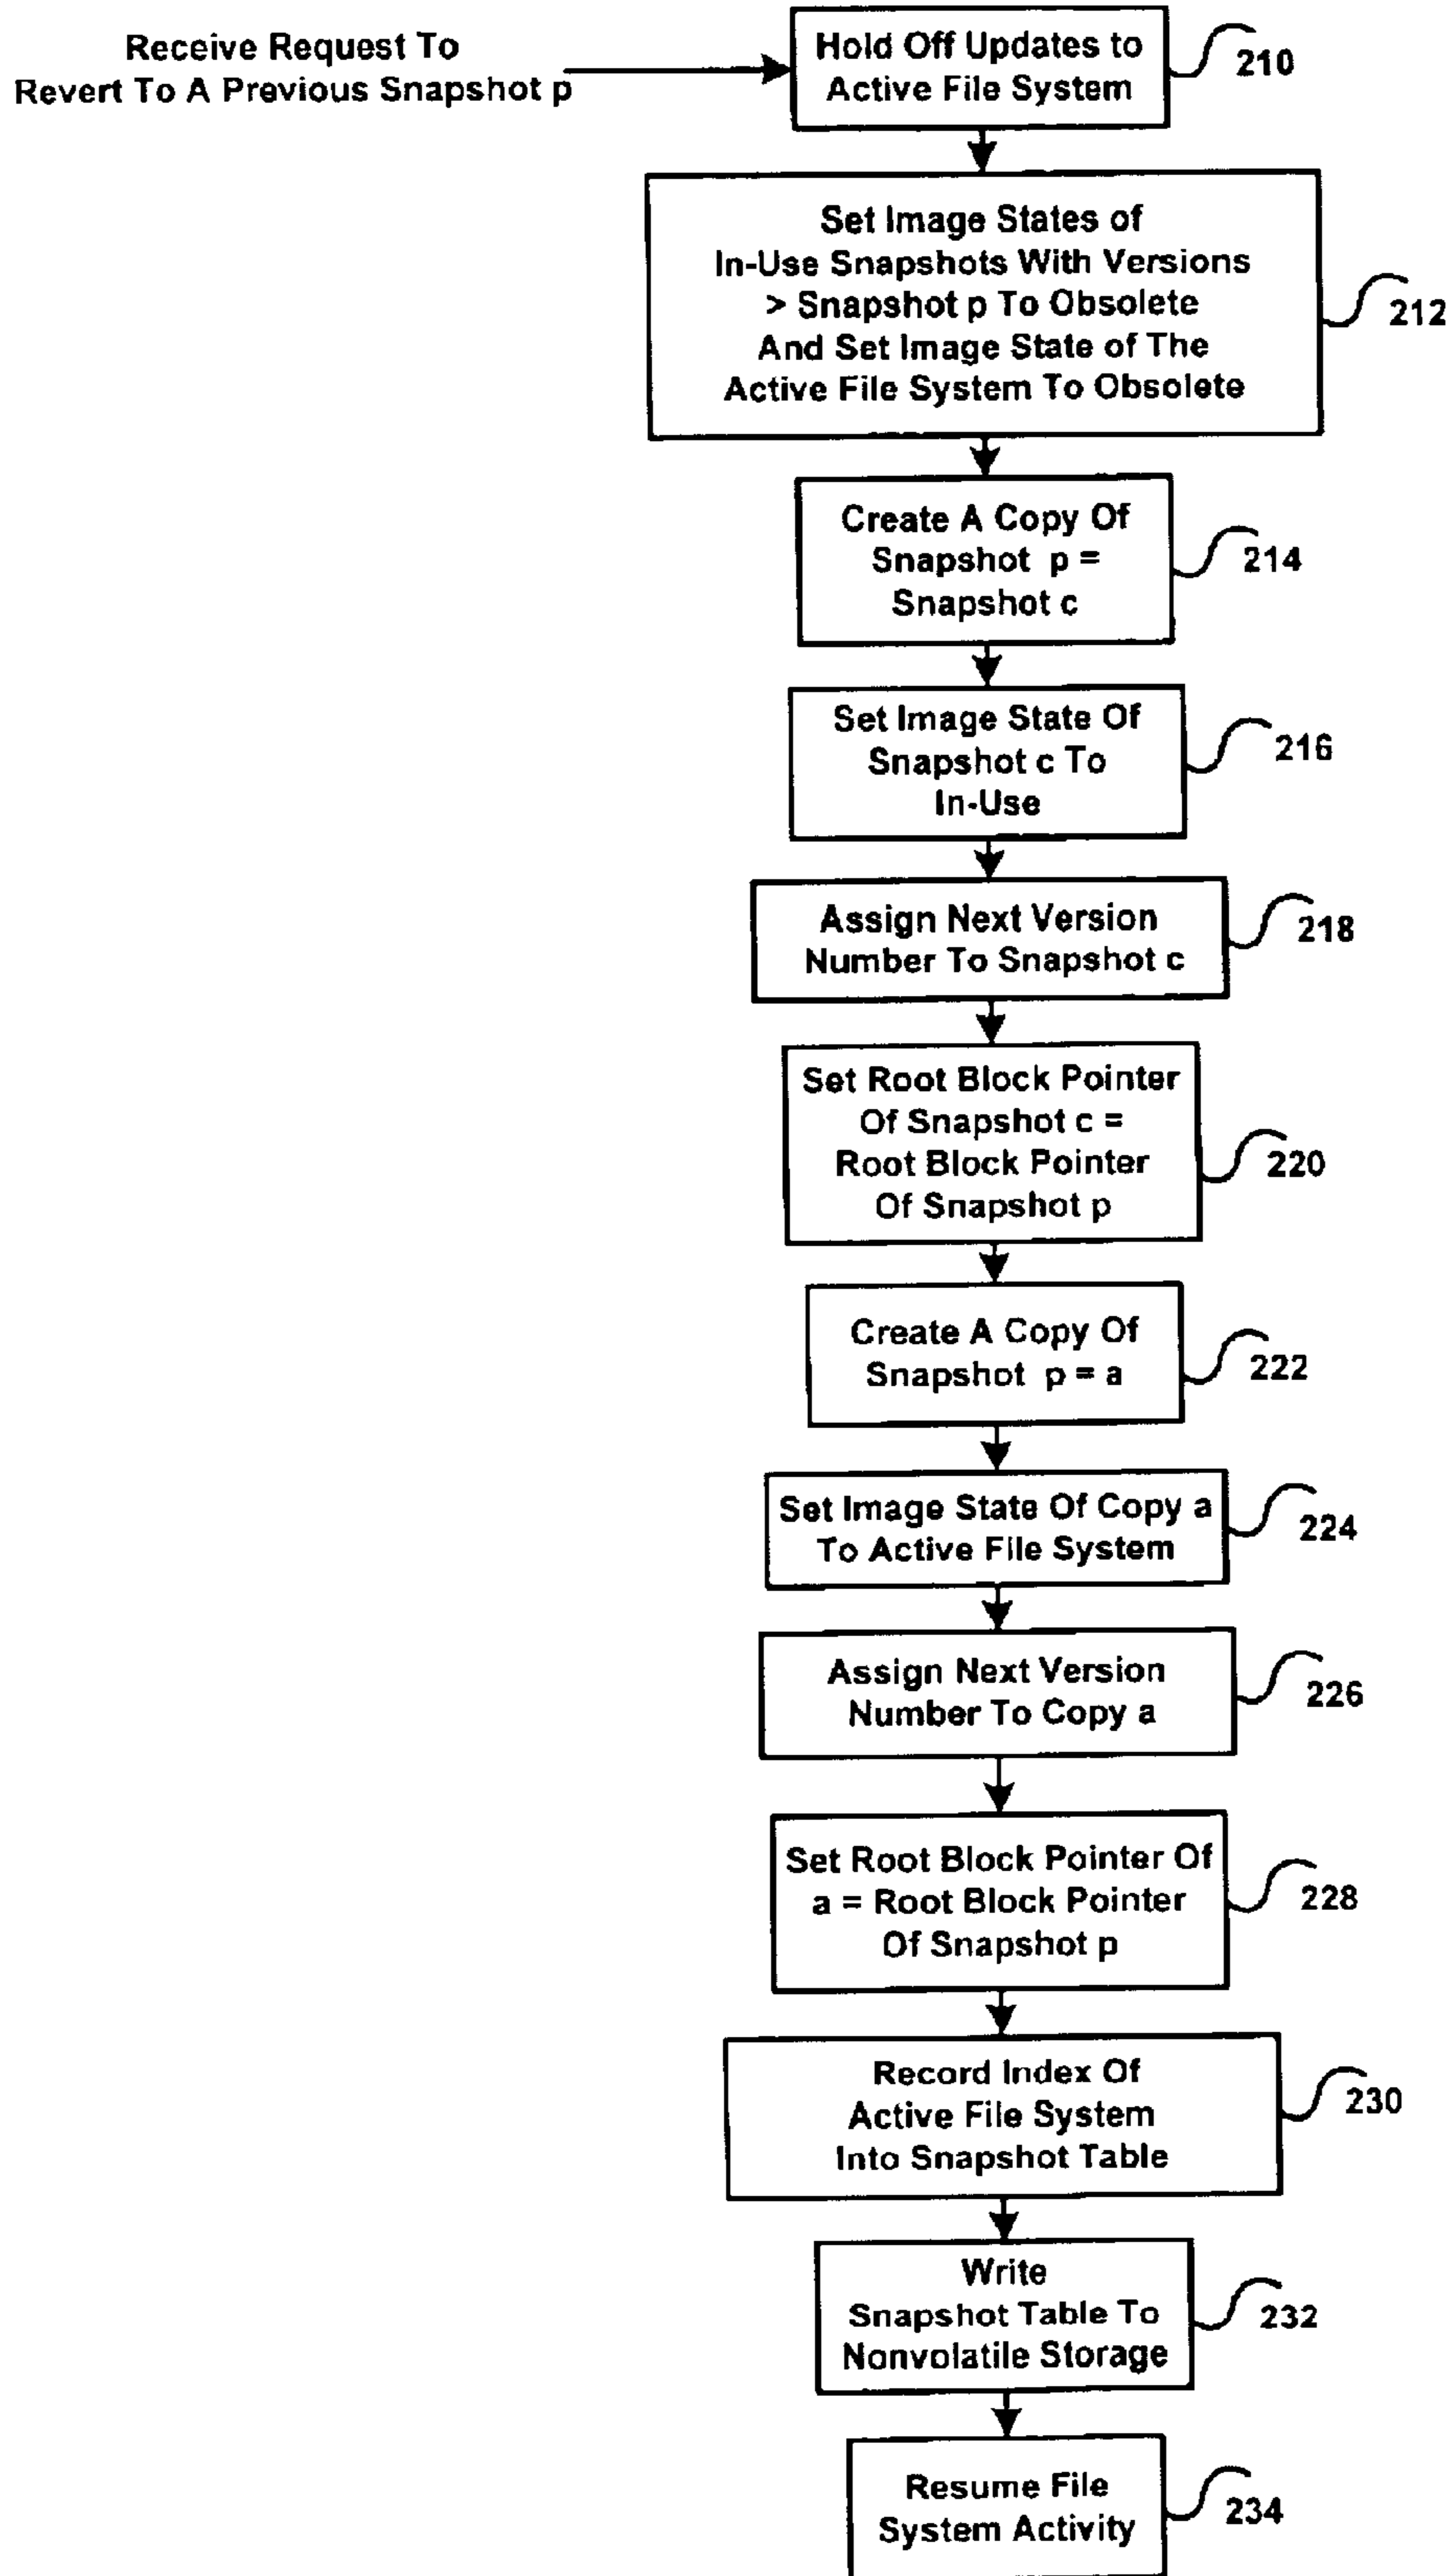 Receive Request To
Revert To A Previous Snapshot p
Hold Off Updates to
Active File System
210
Set Image States of
In-Use Snapshots With Versions
> Snapshot p To Obsolete
And Set Image State of The
Active File System To Obsolete
212
Create A Copy Of
Snapshot p =
Snapshot c
214
Set Image State Of
Snapshot c To
In-Use
216
Assign Next Version
Number To Snapshot c
218
Set Root Block Pointer
Of Snapshot c =
Root Block Pointer
Of Snapshot p
220
Create A Copy Of
Snapshot p = a
222
Set Image State Of Copy a
To Active File System
224
Assign Next Version
Number To Copy a
226
Set Root Block Pointer Of
a = Root Block Pointer
Of Snapshot p
228
Record Index Of
Active File System
Into Snapshot Table
230
Write
Snapshot Table To
Nonvolatile Storage
232
Resume File
System Activity
234